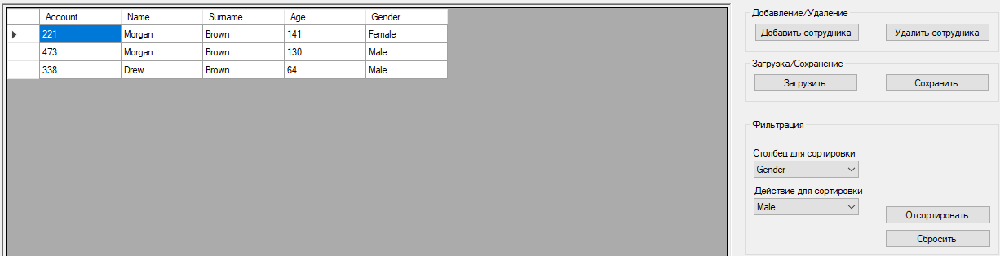 Account Name Surname Age Gender
221 Morgan Brown 141 Female
473 Morgan Brown 130 Male
338 Drew Brown 64 Male
Добавление/Удаление
Добавить сотрудника Удалить сотрудника
Загрузка/Сохранение
Загрузить Сохранить
Фильтрация
Столбец для сортировки
Gender
Действие для сортировки
Male
Отсортировать
Сбросить